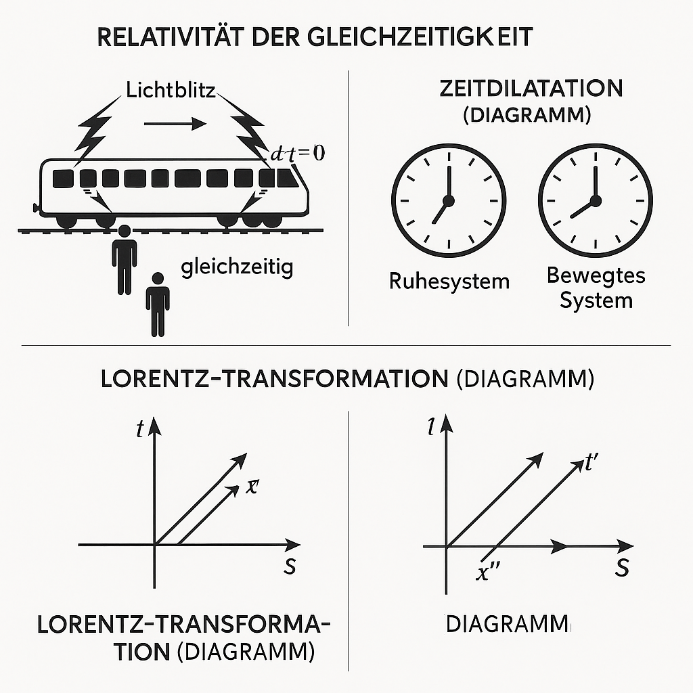 RELATIVITÄT DER GLEICHZEITIGKEIT
Lichtblitz
dt=0
gleichzeitig
ZEITDILATATION
(DIAGRAMM)
Ruhesystem
Bewegtes
System
LORENTZ-TRANSFORMATION (DIAGRAMM)
t
x'
S
LORENTZ-TRANSFORMA-
TION (DIAGRAMM)
l
t'
x''
S
DIAGRAMM